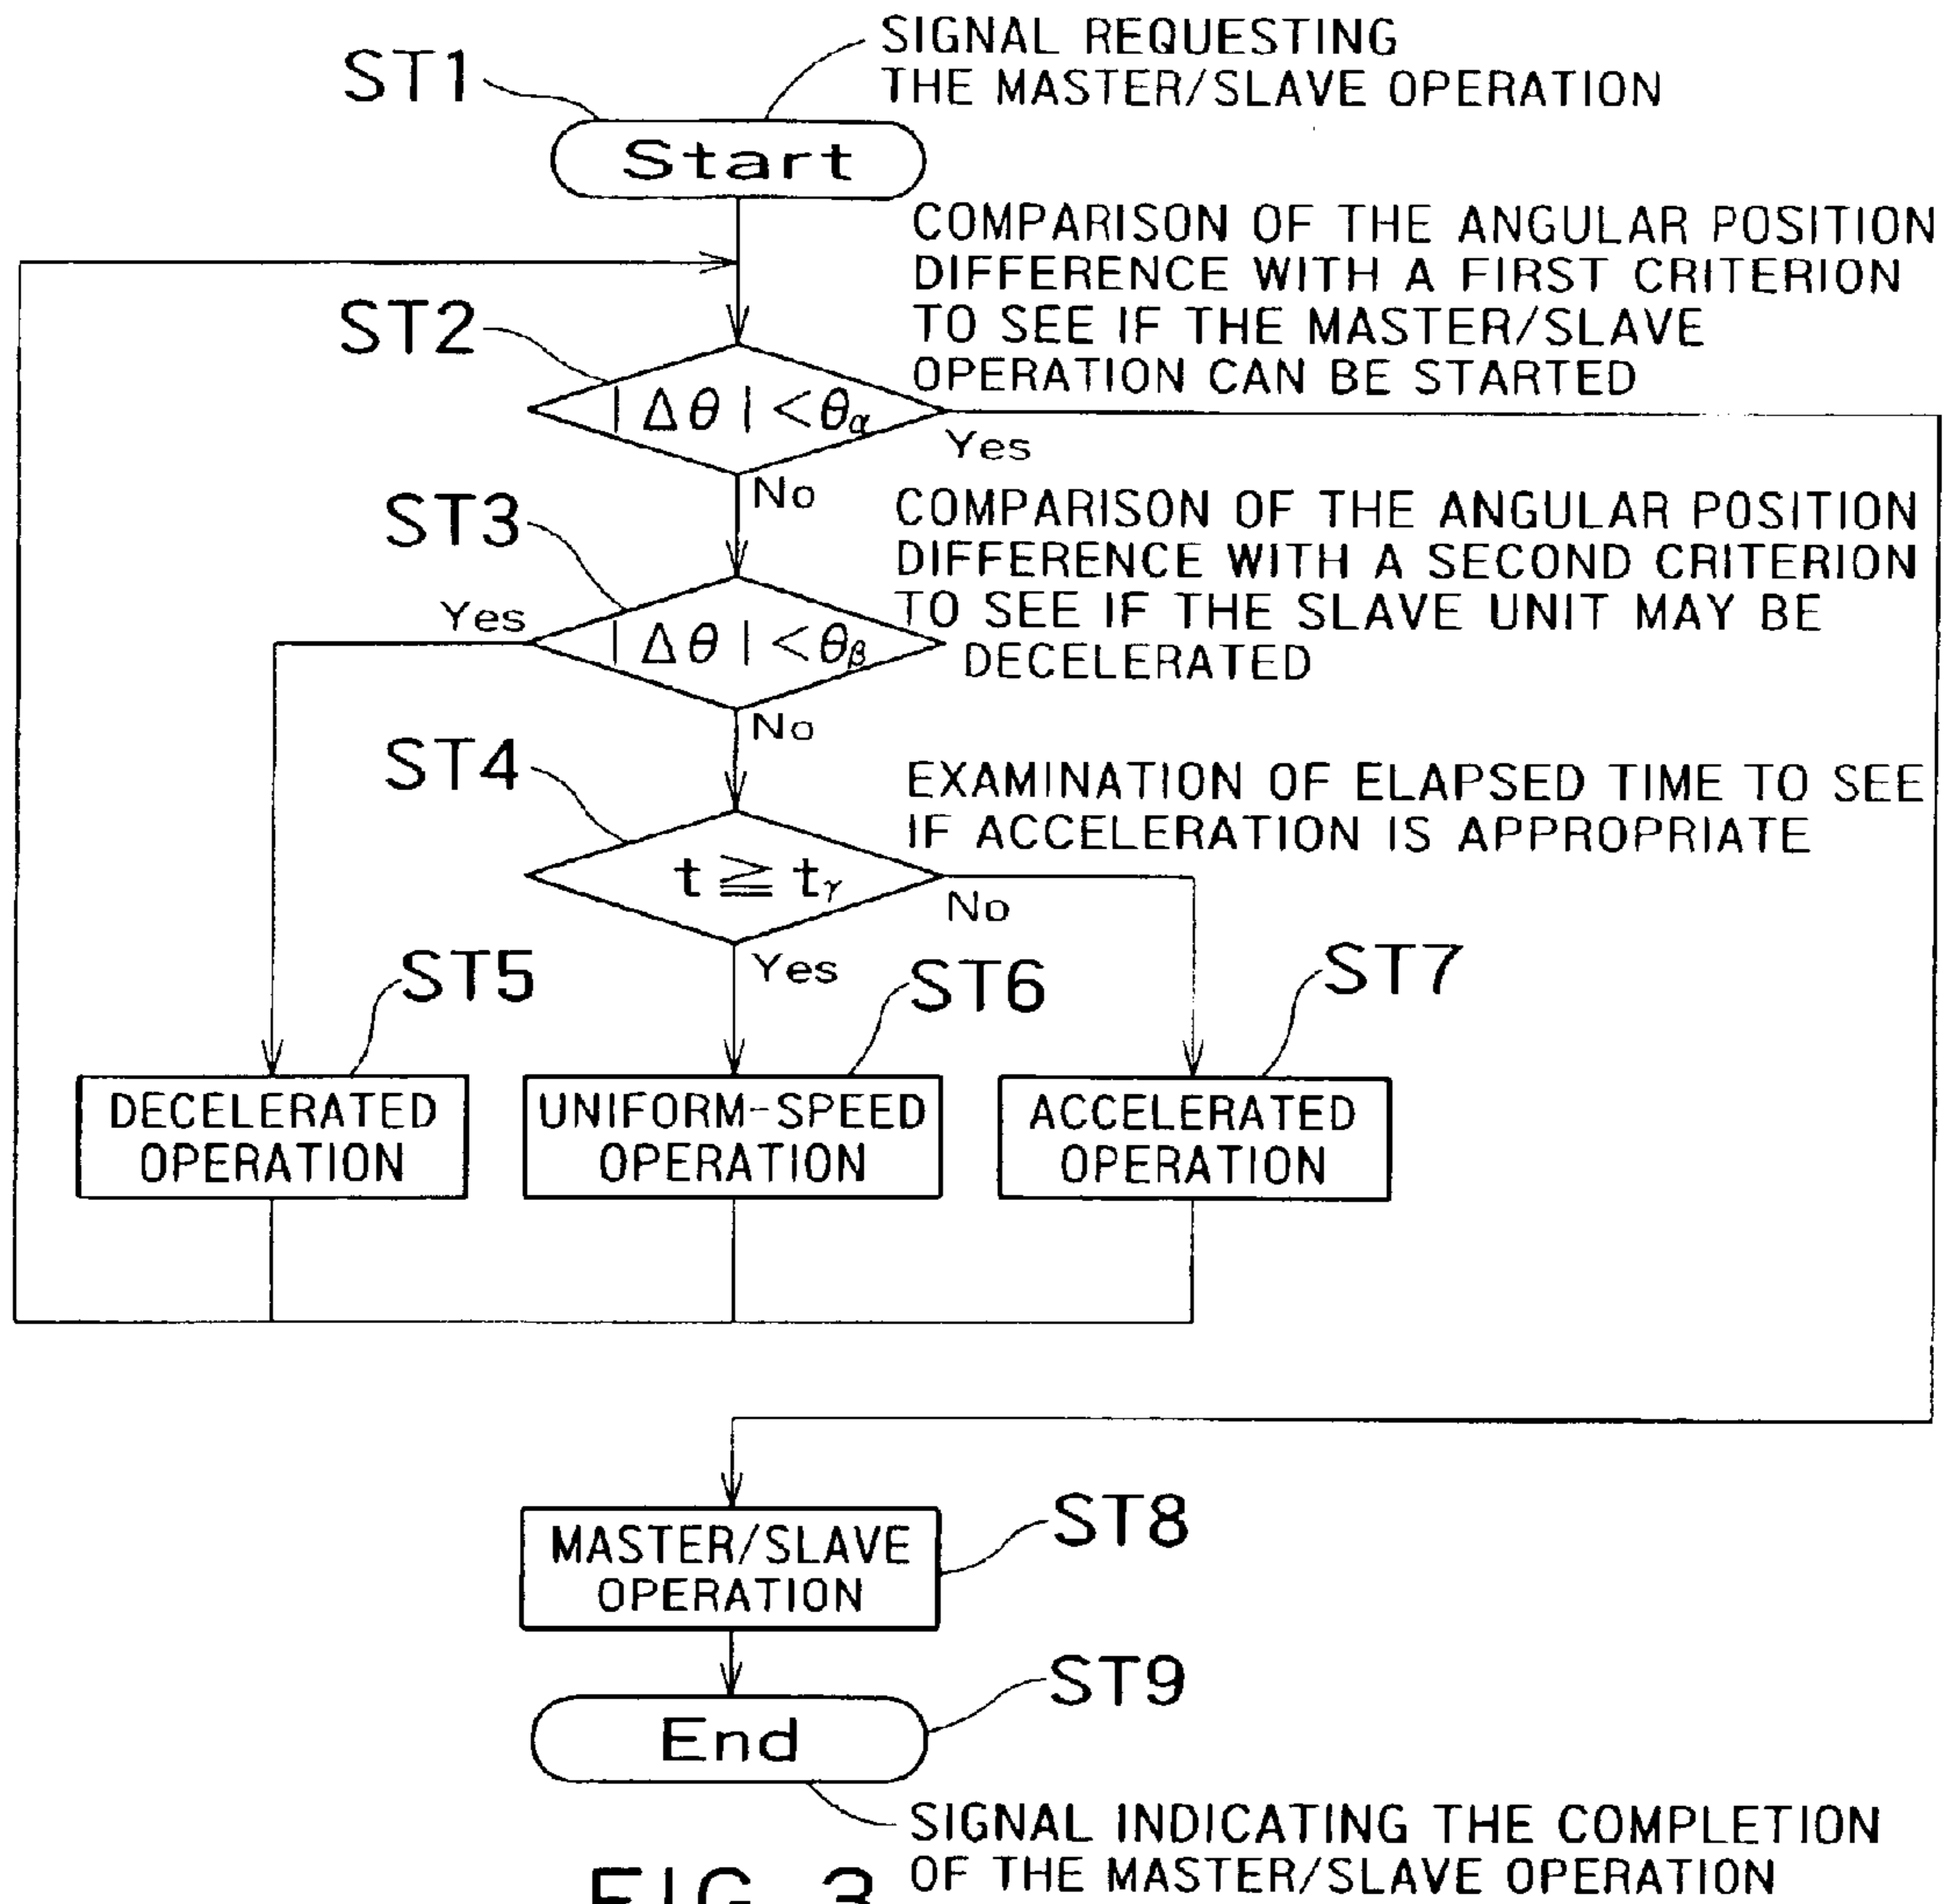 SIGNAL REQUESTING
THE MASTER/SLAVE OPERATION
ST1
Start
COMPARISON OF THE ANGULAR POSITION
DIFFERENCE WITH A FIRST CRITERION
TO SEE IF THE MASTER/SLAVE
OPERATION CAN BE STARTED
ST2
|Δθ|<θα
Yes
No
ST3
COMPARISON OF THE ANGULAR POSITION
DIFFERENCE WITH A SECOND CRITERION
TO SEE IF THE SLAVE UNIT MAY BE
DECELERATED
Yes
|Δθ|<θβ
No
ST4
EXAMINATION OF ELAPSED TIME TO SEE
IF ACCELERATION IS APPROPRIATE
t≧tγ
No
Yes
ST5
ST6
ST7
DECELERATED
OPERATION
UNIFORM-SPEED
OPERATION
ACCELERATED
OPERATION
MASTER/SLAVE
OPERATION
ST8
ST9
End
SIGNAL INDICATING THE COMPLETION
OF THE MASTER/SLAVE OPERATION
FIG. 3